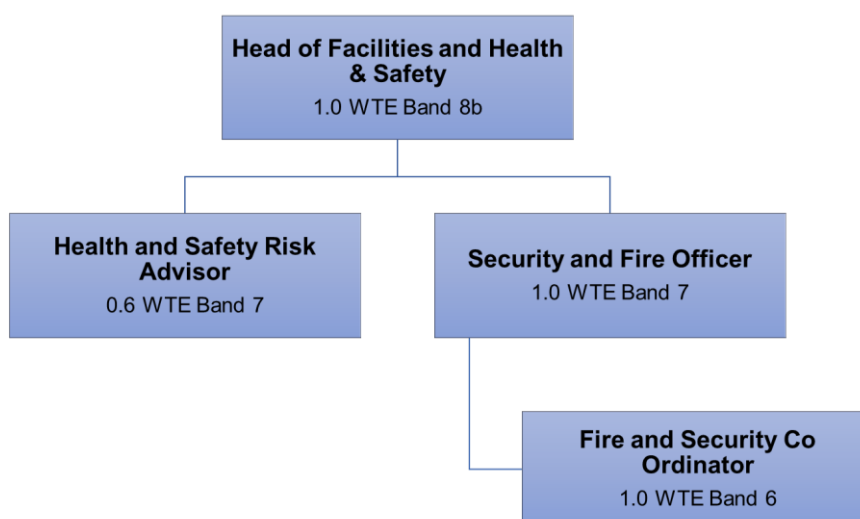 Head of Facilities and Health
& Safety
1.0 WTE Band 8b
Health and Safety Risk
Advisor
0.6 WTE Band 7
Security and Fire Officer
1.0 WTE Band 7
Fire and Security Co
Ordinator
1.0 WTE Band 6